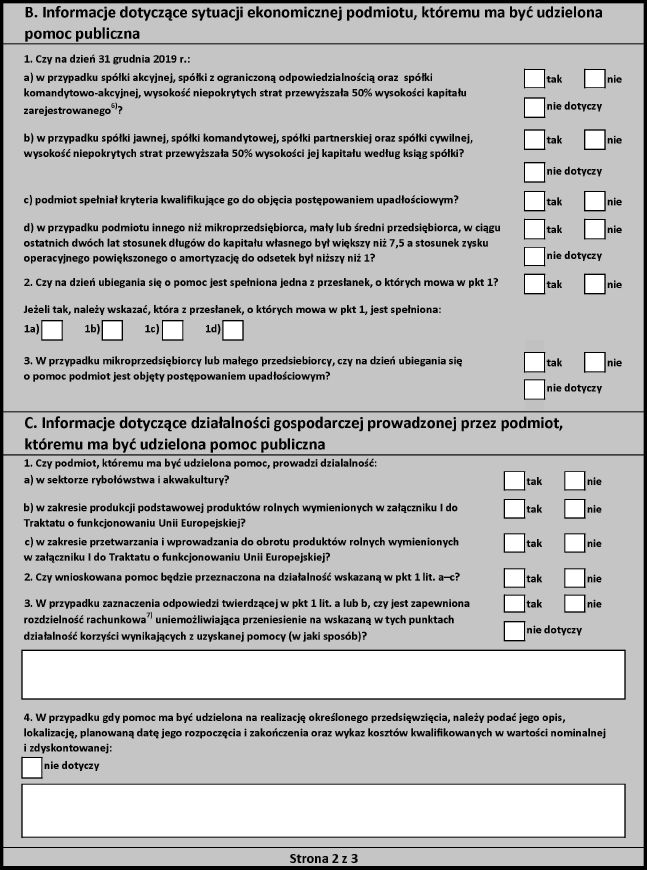 B. Informacje dotyczące sytuacji ekonomicznej podmiotu, któremu ma być udzielona
pomoc publiczna
1. Czy na dzień 31 grudnia 2019 r.:
a) w przypadku spółki akcyjnej, spółki z ograniczoną odpowiedzialnością oraz spółki
komandytowo-akcyjnej, wysokość niepokrytych strat przewyższała 50% wysokości kapitału
zarejestrowanego6)?
tak nie
nie dotyczy
b) w przypadku spółki jawnej, spółki komandytowej, spółki partnerskiej oraz spółki cywilnej,
wysokość niepokrytych strat przewyższała 50% wysokości jej kapitału według ksiąg spółki?
tak nie
nie dotyczy
c) podmiot spełniał kryteria kwalifikujące go do objęcia postępowaniem upadłościowym?
tak nie
d) w przypadku podmiotu innego niż mikroprzedsiębiorca, mały lub średni przedsiębiorca, w ciągu
ostatnich dwóch lat stosunek długów do kapitału własnego był większy niż 7,5 a stosunek zysku
operacyjnego powiększonego o amortyzację do odsetek był niższy niż 1?
tak nie
nie dotyczy
2. Czy na dzień ubiegania się o pomoc jest spełniona jedna z przesłanek, o których mowa w pkt 1?
tak nie
Jeżeli tak, należy wskazać, która z przesłanek, o których mowa w pkt 1, jest spełniona:
1a) 1b) 1c) 1d)
3. W przypadku mikroprzedsiębiorcy lub małego przedsiebiorcy, czy na dzień ubiegania się
o pomoc podmiot jest objęty postępowaniem upadłościowym?
tak nie
nie dotyczy
C. Informacje dotyczące działalności gospodarczej prowadzonej przez podmiot,
któremu ma być udzielona pomoc publiczna
1. Czy podmiot, któremu ma być udzielona pomoc, prowadzi dzialalność:
a) w sektorze rybołówstwa i akwakultury?
tak nie
b) w zakresie produkcji podstawowej produktów rolnych wymienionych w załączniku I do
Traktatu o funkcjonowaniu Unii Europejskiej?
tak nie
c) w zakresie przetwarzania i wprowadzania do obrotu produktów rolnych wymienionych
w załączniku I do Traktatu o funkcjonowaniu Unii Europejskiej?
tak nie
2. Czy wnioskowana pomoc będzie przeznaczona na działalność wskazaną w pkt 1 lit. a–c?
tak nie
3. W przypadku zaznaczenia odpowiedzi twierdzącej w pkt 1 lit. a lub b, czy jest zapewniona
rozdzielność rachunkowa7) uniemożliwiająca przeniesienie na wskazaną w tych punktach
działalność korzyści wynikających z uzyskanej pomocy (w jaki sposób)?
tak nie
nie dotyczy
4. W przypadku gdy pomoc ma być udzielona na realizację określonego przedsięwzięcia, należy podać jego opis,
lokalizację, planowaną datę jego rozpoczęcia i zakończenia oraz wykaz kosztów kwalifikowanych w wartości nominalnej
i zdyskontowanej:
nie dotyczy
Strona 2 z 3